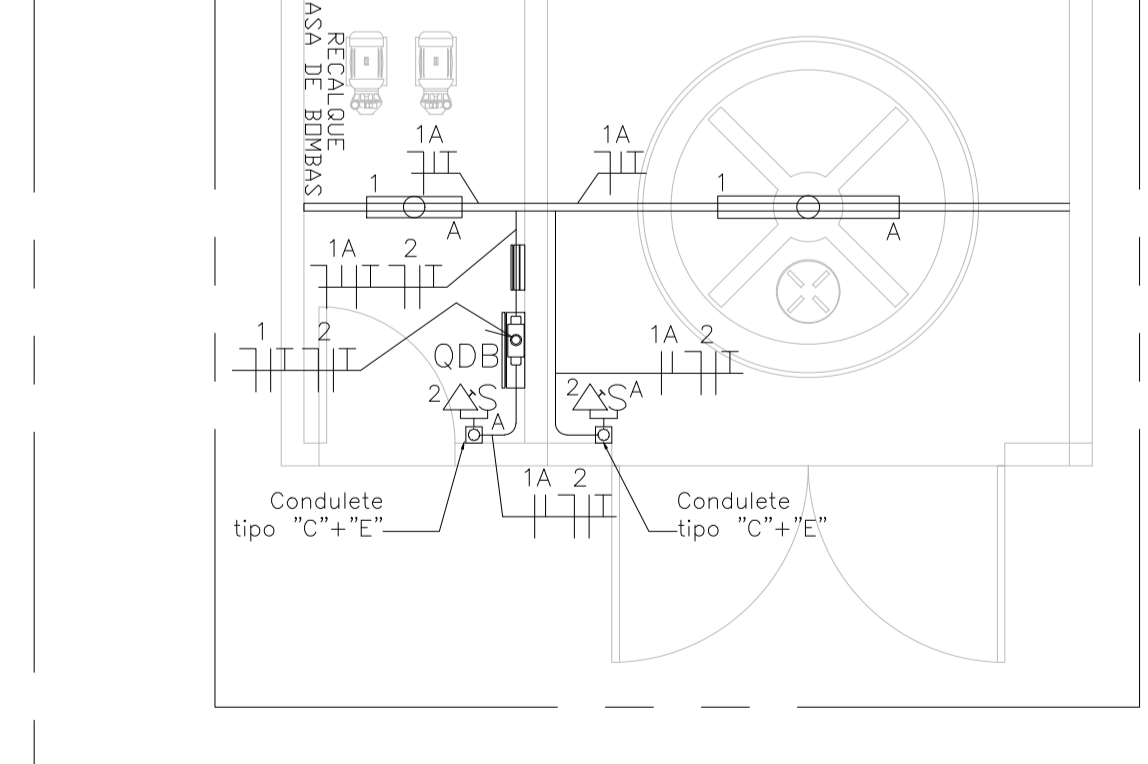 RECALQUE
ASA DE BOMBAS
1A
1A
1
1
A
A
1A 2
1 2
QDB
1A 2
2 S A
2 S A
1A 2
Condulete
tipo "C"+"E"
Condulete
tipo "C"+"E"